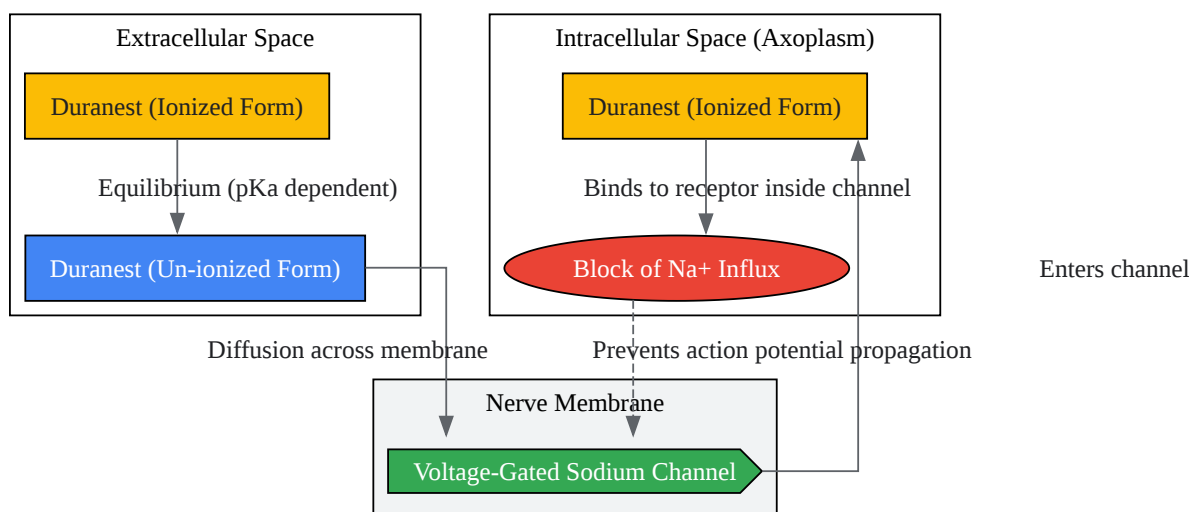 Extracellular Space
Duranest (Ionized Form)
Equilibrium (pKa dependent)
Duranest (Un-ionized Form)
Diffusion across membrane
Intracellular Space (Axoplasm)
Duranest (Ionized Form)
Binds to receptor inside channel
Block of Na+ Influx
Enters channel
Prevents action potential propagation
Nerve Membrane
Voltage-Gated Sodium Channel